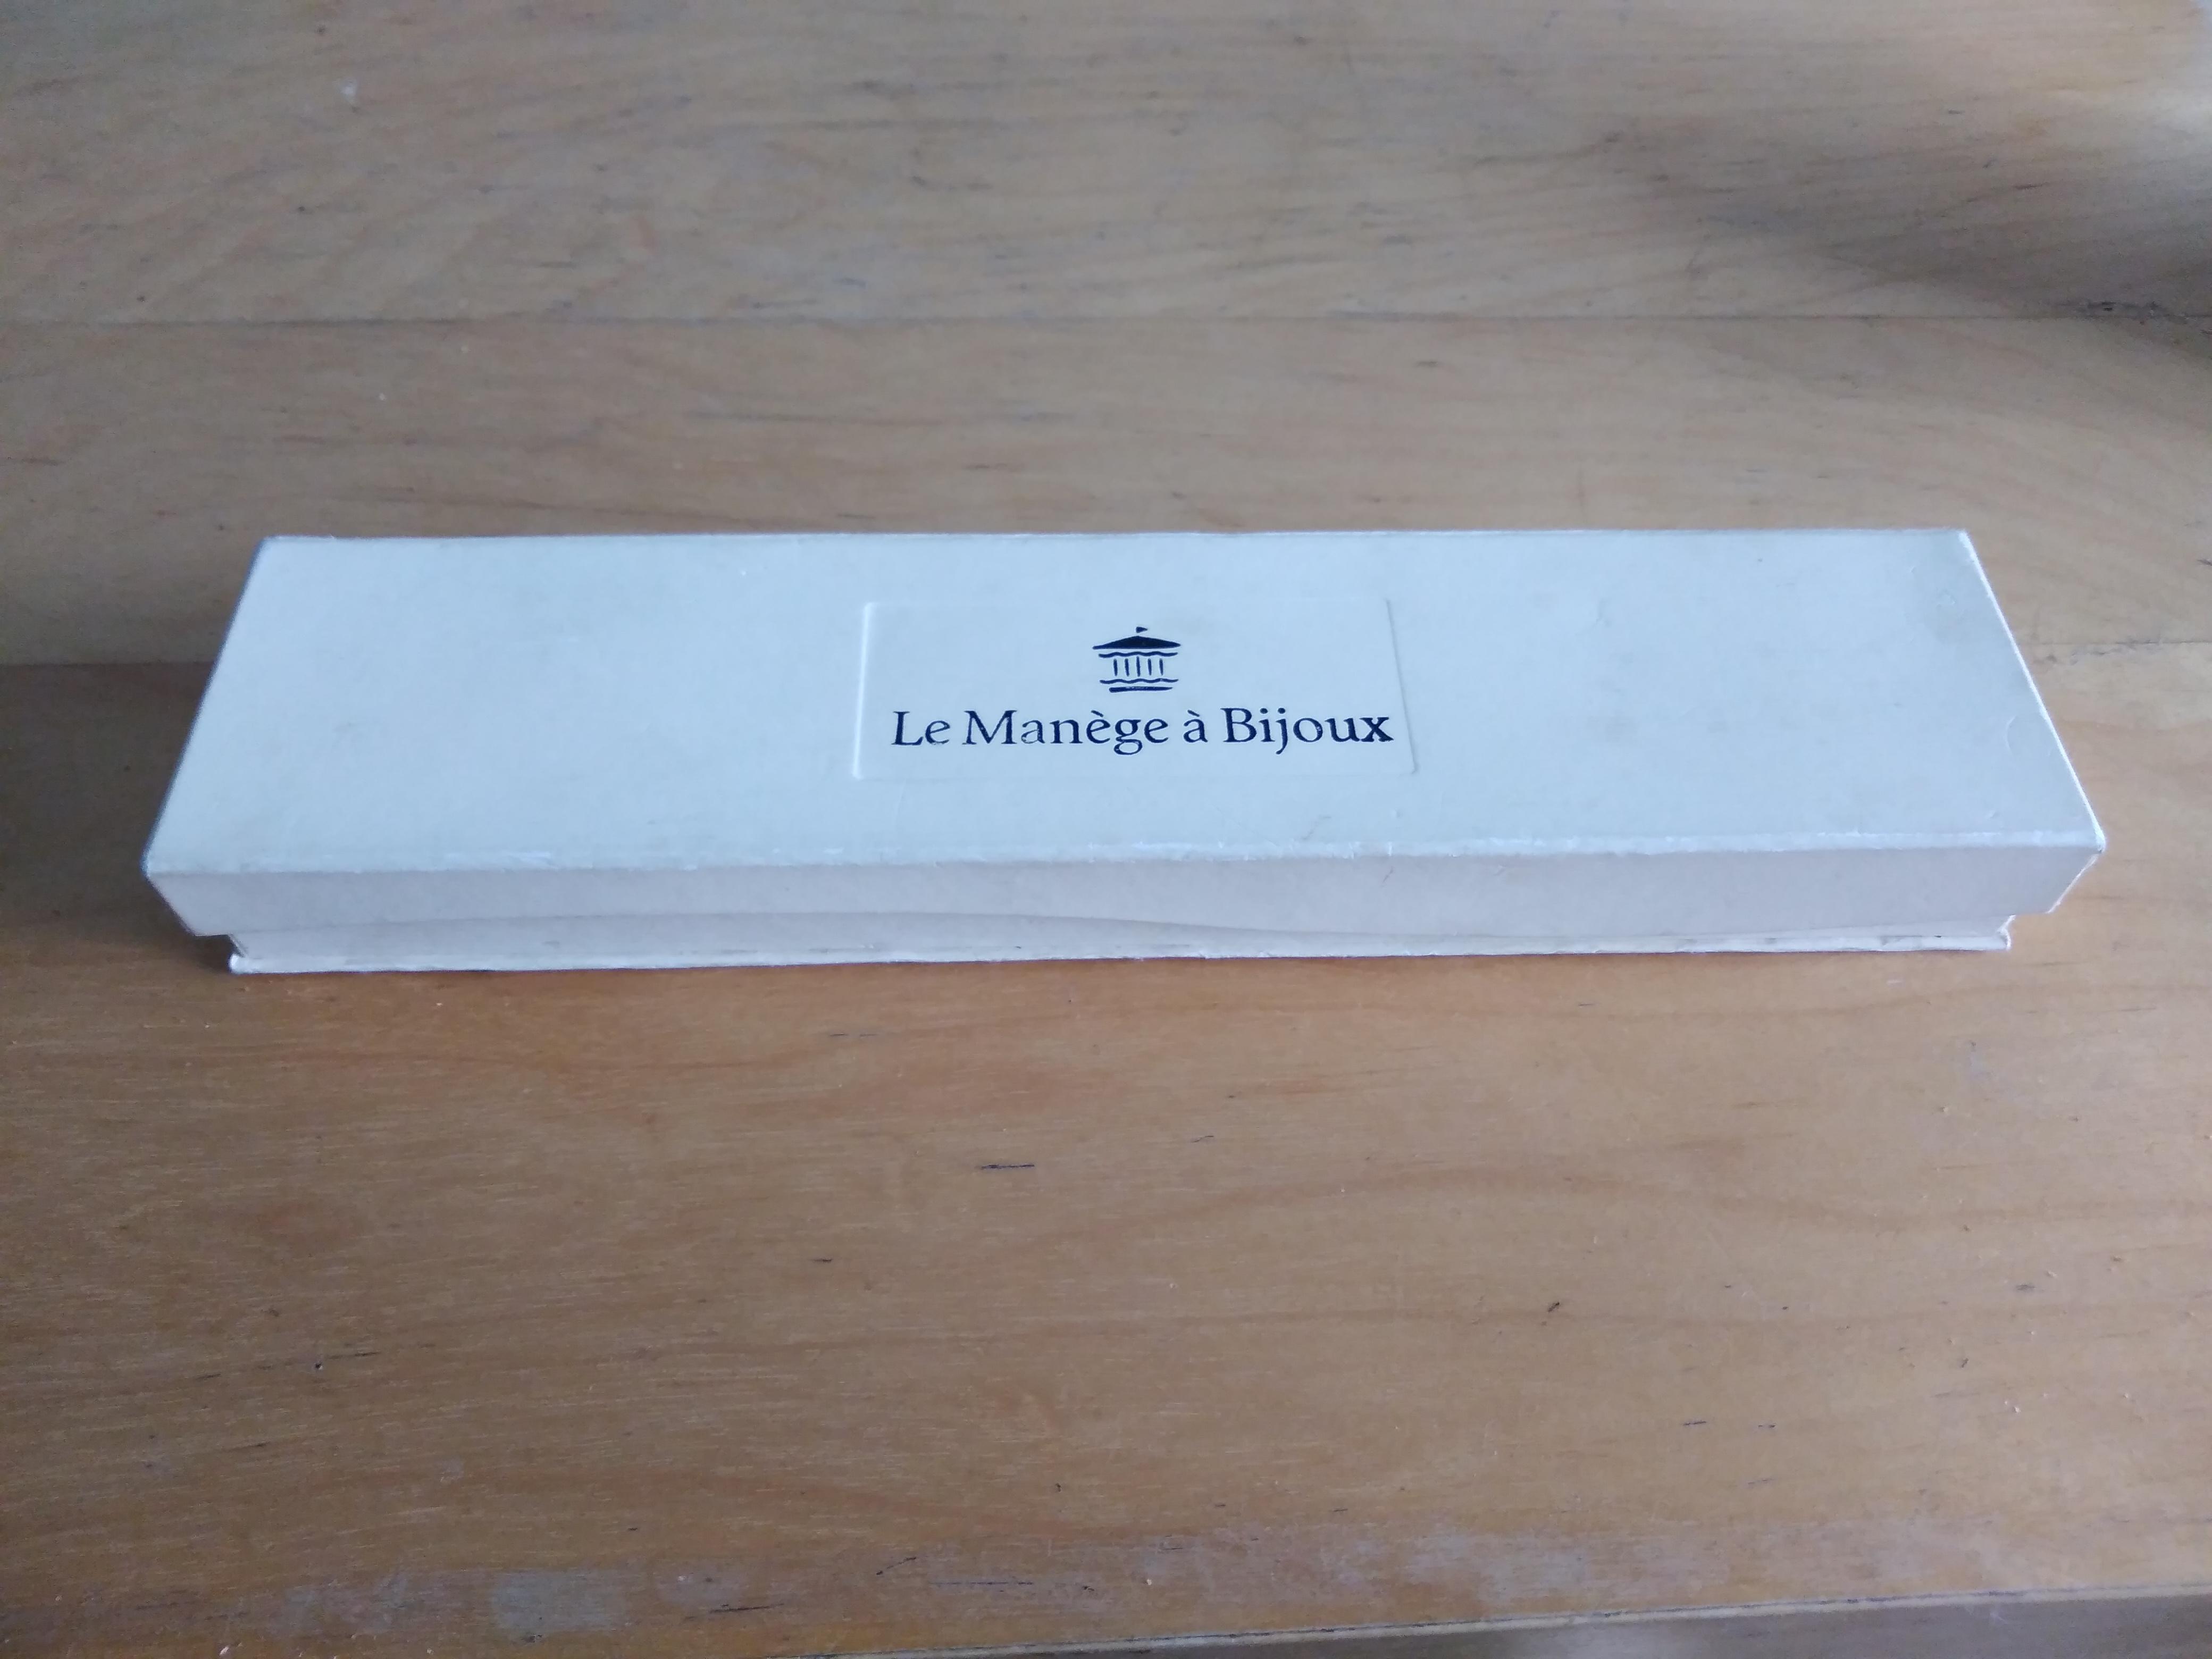 Le Manège à Bijoux